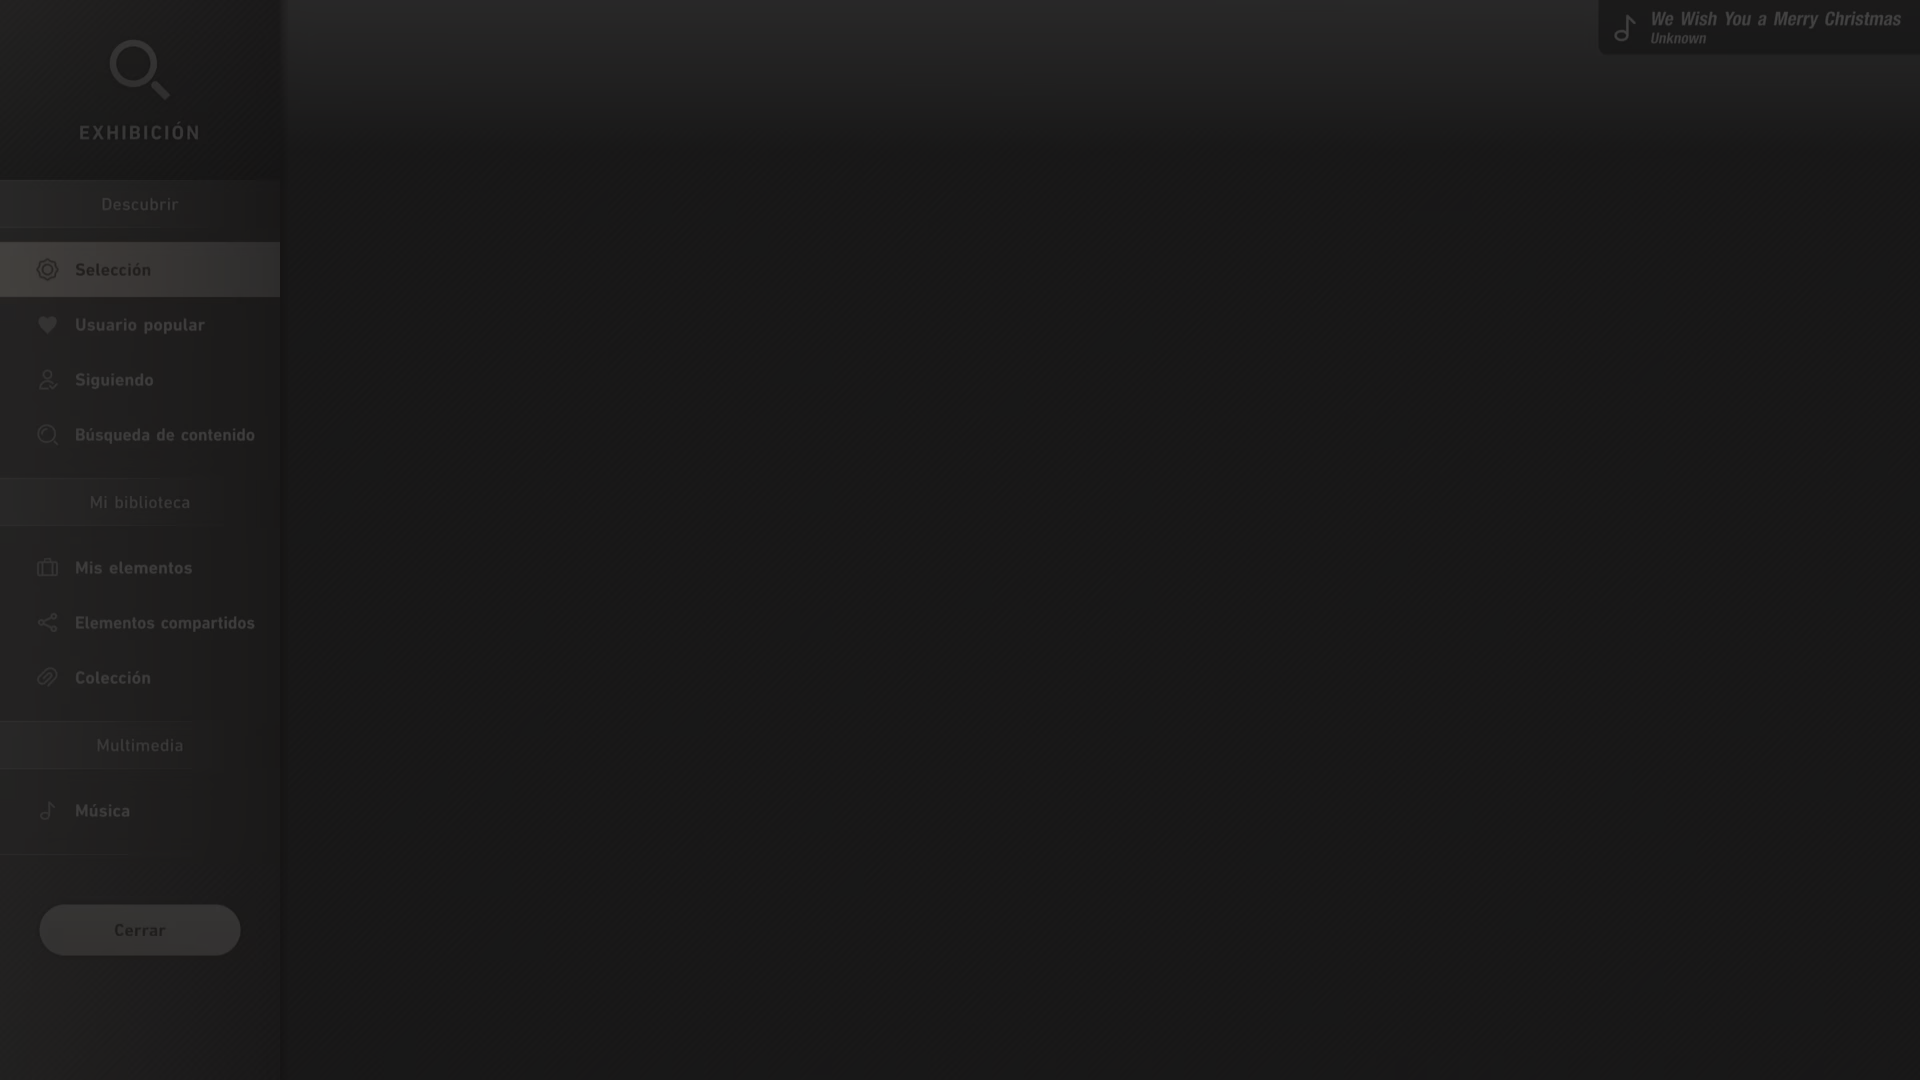 We Wish You a Merry Christmas
Unknown
EXHIBICIÓN
Descubrir
Selección
Usuario popular
Siguiendo
Búsqueda de contenido
Mi biblioteca
Mis elementos
Elementos compartidos
Colección
Multimedia
Música
Cerrar